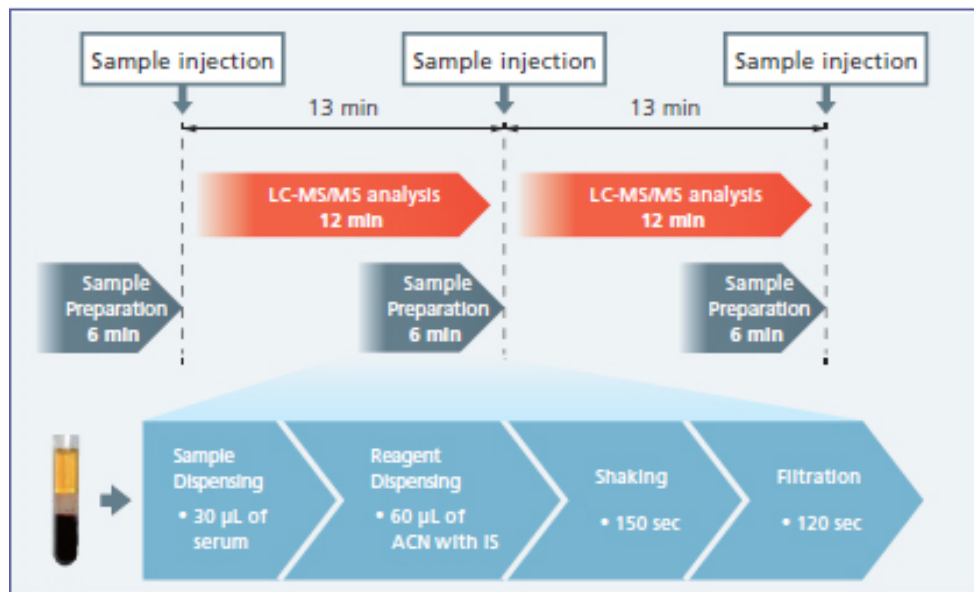 Sample injection
Sample injection
Sample injection
13 min
13 min
LC-MS/MS analysis
12 min
LC-MS/MS analysis
12 min
Sample
Preparation
6 min
Sample
Preparation
6 min
Sample
Preparation
6 min
Sample
Dispensing
• 30 µL of
serum
Reagent
Dispensing
• 60 µL of
ACN with IS
Shaking
• 150 sec
Filtration
• 120 sec